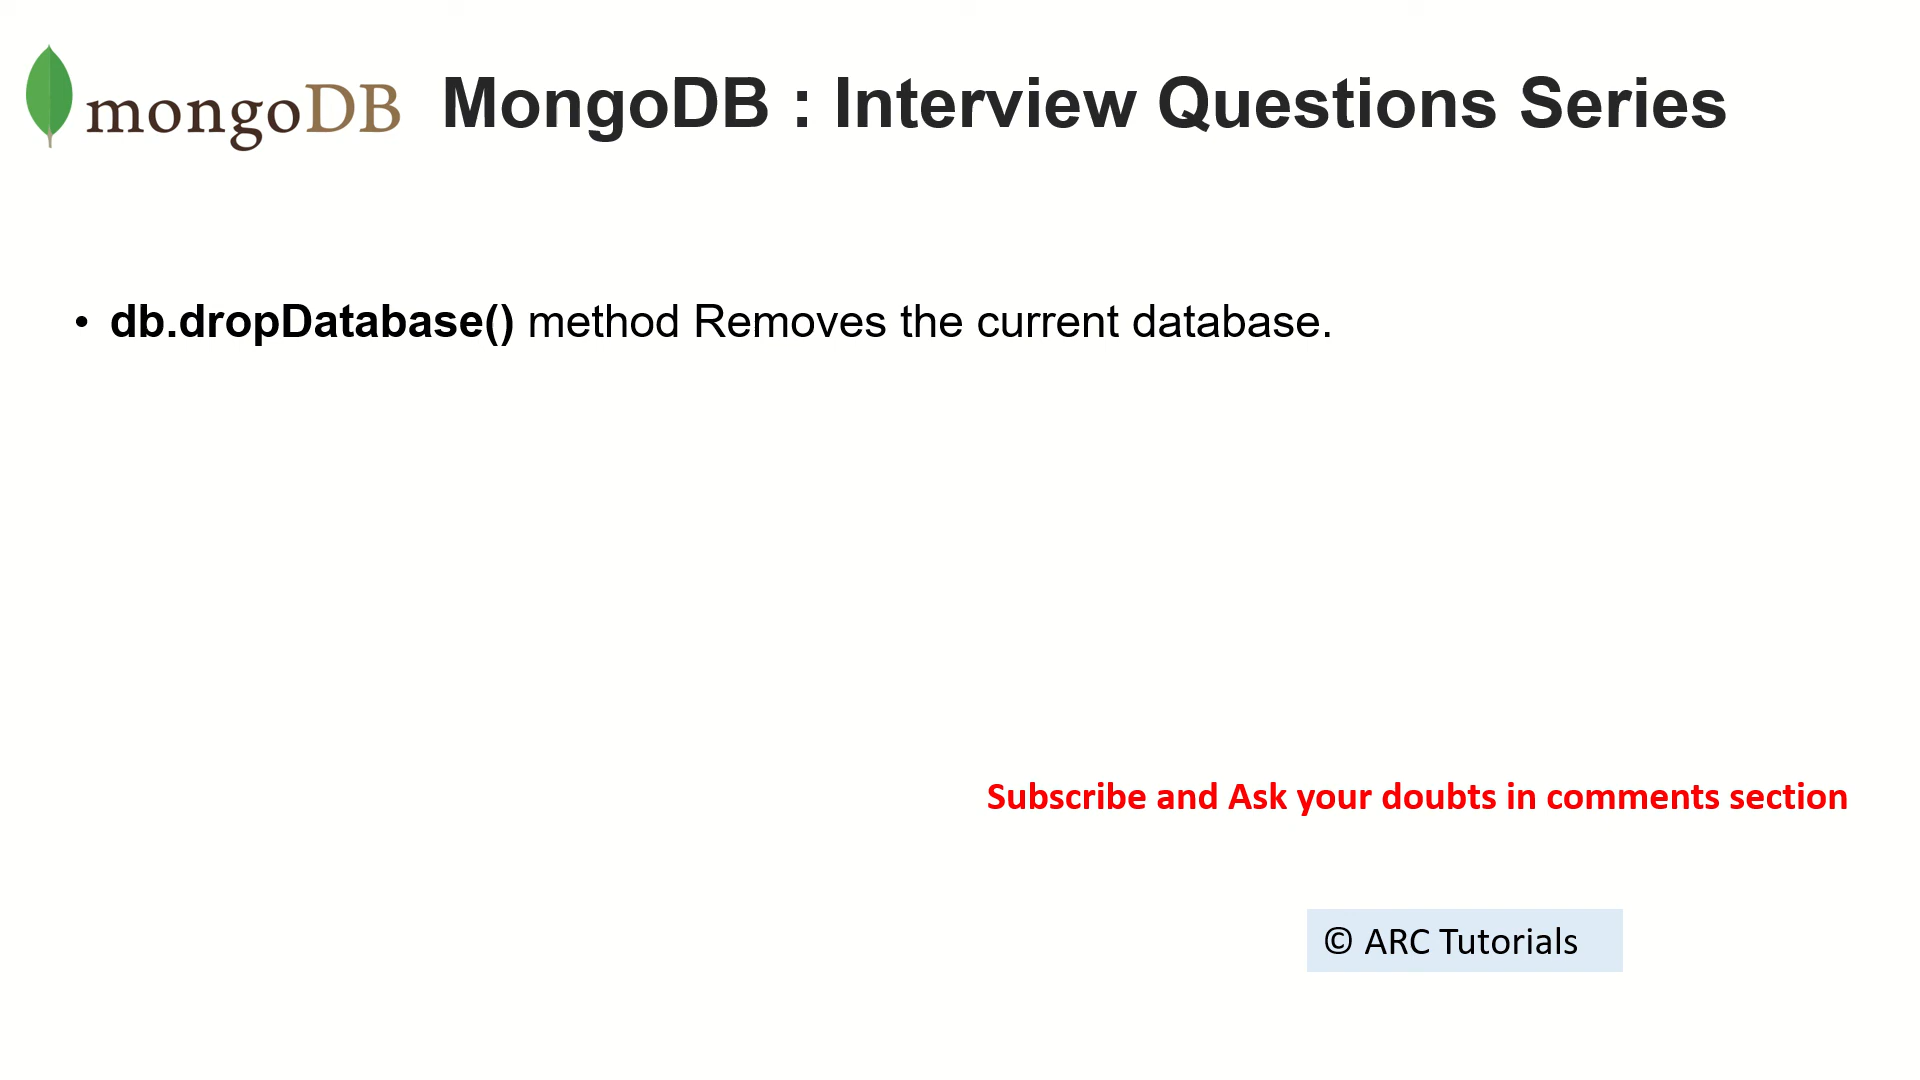 mongoDB
MongoDB : Interview Questions Series
• db.dropDatabase() method Removes the current database.
Subscribe and Ask your doubts in comments section
© ARC Tutorials